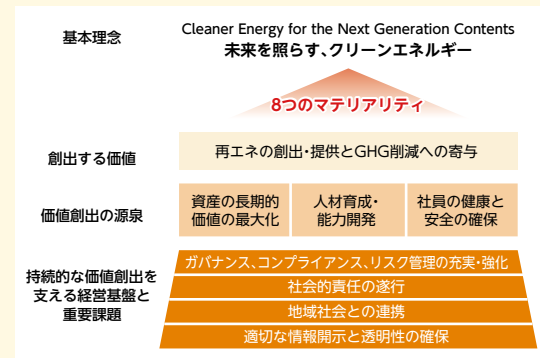 基本理念
Cleaner Energy for the Next Generation Contents
未来を照らす、クリーンエネルギー
8つのマテリアリティ
創出する価値
再エネの創出・提供とGHG削減への寄与
価値創出の源泉
資産の長期的
価値の最大化
人材育成・
能力開発
社員の健康と
安全の確保
持続的な価値創出を
支える経営基盤と
重要課題
ガバナンス、コンプライアンス、リスク管理の充実・強化
社会的責任の遂行
地域社会との連携
適切な情報開示と透明性の確保